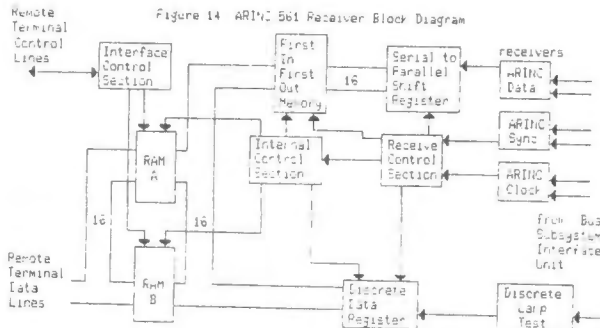 Figure 14 ARINC 561 Receiver Block Diagram
Remote
Terminal
Control
Lines
Interface
Control
Section
First
In
First
Out
Memory
16
Serial to
Parallel
Shift
Register
receivers
ARINC
Data
ARINC
Sync
ARINC
Clock
RAM
A
Internal
Control
Section
Receive
Control
Section
16
16
from Bus
Subsystem
Interface
Unit
Remote
Terminal
Data
Lines
RAM
B
Discrete
Data
Register
Discrete
Lamp
Test